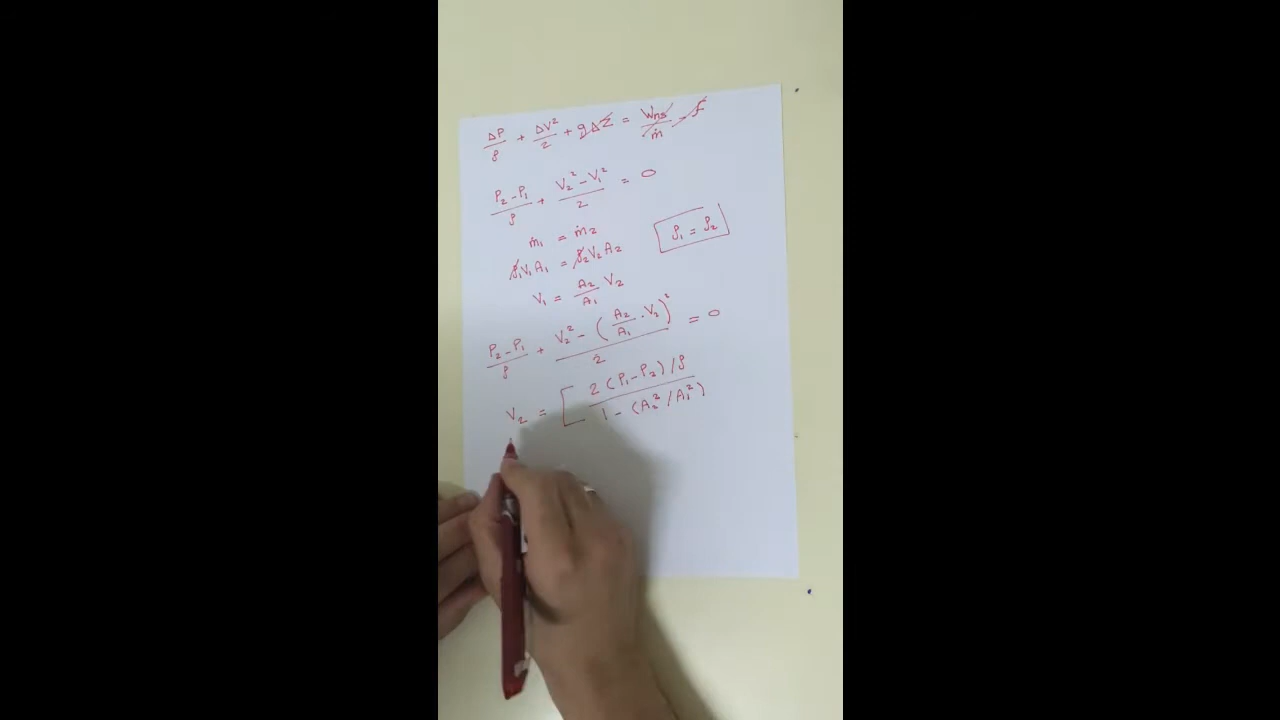 ΔP/ρ + ΔV²/2 + gΔZ = Ẇns/ṁ - f
P₂-P₁/ρ + V₂²-V₁²/2 = 0
ṁ₁ = ṁ₂
ρ₁ = ρ₂
ρ₁V₁A₁ = ρ₂V₂A₂
V₁ = A₂/A₁ V₂
P₂-P₁/ρ + V₂²-(A₂/A₁ . V₂)²/2 = 0
V₂ = [ 2(P₁-P₂)/ρ / 1-(A₂²/A₁²)